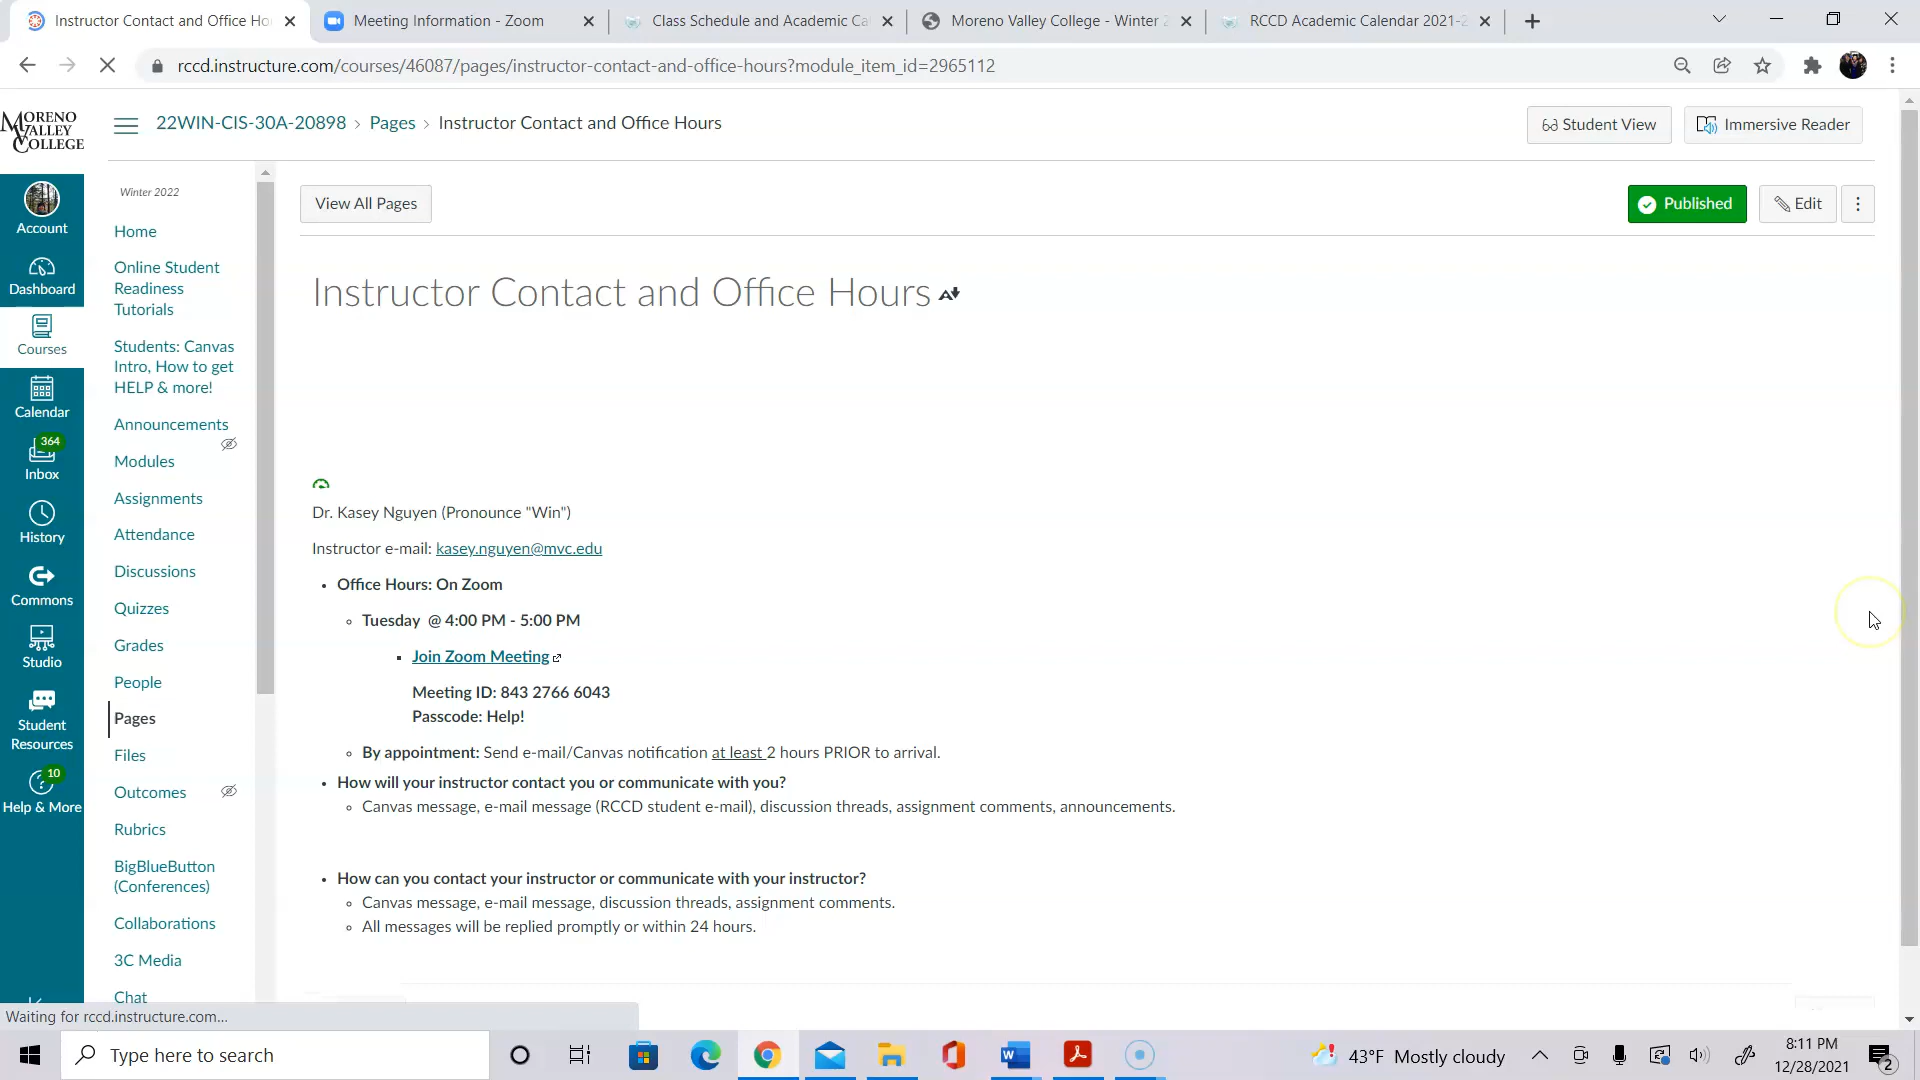 Instructor Contact and Office Ho
Meeting Information - Zoom
Class Schedule and Academic Ca
Moreno Valley College - Winter 2
RCCD Academic Calendar 2021-2
rccd.instructure.com/courses/46087/pages/instructor-contact-and-office-hours?module_item_id=2965112
MORENO
VALLEY
COLLEGE
22WIN-CIS-30A-20898 › Pages › Instructor Contact and Office Hours
Student View
Immersive Reader
Account
Dashboard
Courses
Calendar
364
Inbox
History
Commons
Studio
Student
Resources
10
Help & More
Winter 2022
Home
Online Student
Readiness
Tutorials
Students: Canvas
Intro, How to get
HELP & more!
Announcements
Modules
Assignments
Attendance
Discussions
Quizzes
Grades
People
Pages
Files
Outcomes
Rubrics
BigBlueButton
(Conferences)
Collaborations
3C Media
Chat
View All Pages
Published
Edit
Instructor Contact and Office Hours
Dr. Kasey Nguyen (Pronounce "Win")
Instructor e-mail: kasey.nguyen@mvc.edu
• Office Hours: On Zoom
◦ Tuesday @ 4:00 PM - 5:00 PM
▪ Join Zoom Meeting
Meeting ID: 843 2766 6043
Passcode: Help!
◦ By appointment: Send e-mail/Canvas notification at least 2 hours PRIOR to arrival.
• How will your instructor contact you or communicate with you?
◦ Canvas message, e-mail message (RCCD student e-mail), discussion threads, assignment comments, announcements.
• How can you contact your instructor or communicate with your instructor?
◦ Canvas message, e-mail message, discussion threads, assignment comments.
◦ All messages will be replied promptly or within 24 hours.
Waiting for rccd.instructure.com...
Type here to search
43°F Mostly cloudy
8:11 PM
12/28/2021
2